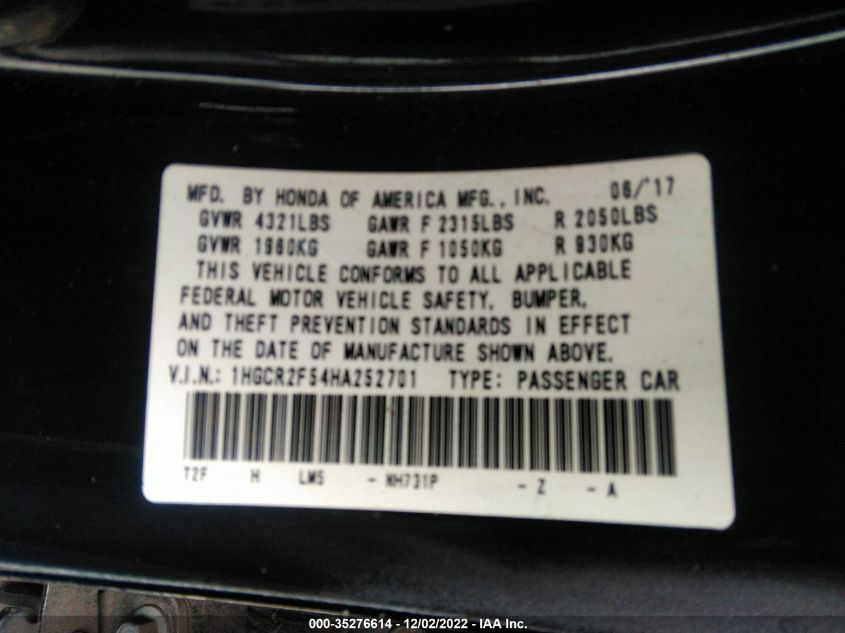 MFD. BY HONDA OF AMERICA MFG., INC. 06/'17
GVWR 4321LBS GAWR F 2315LBS R 2050LBS
GVWR 1960KG GAWR F 1050KG R 930KG
THIS VEHICLE CONFORMS TO ALL APPLICABLE
FEDERAL MOTOR VEHICLE SAFETY, BUMPER,
AND THEFT PREVENTION STANDARDS IN EFFECT
ON THE DATE OF MANUFACTURE SHOWN ABOVE.
V.I.N.: 1HGCR2F54HA252701 TYPE: PASSENGER CAR
T2F H LMS - NH731P - Z - A
000-35276614 - 12/02/2022 - IAA Inc.